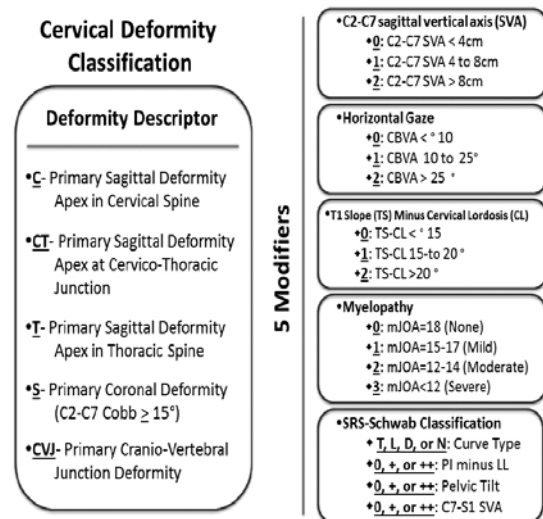 Cervical Deformity
Classification
Deformity Descriptor
•C- Primary Sagittal Deformity
Apex in Cervical Spine
•CT- Primary Sagittal Deformity
Apex at Cervico-Thoracic
Junction
•T- Primary Sagittal Deformity
Apex in Thoracic Spine
•S- Primary Coronal Deformity
(C2-C7 Cobb ≥ 15°)
•CVJ- Primary Cranio-Vertebral
Junction Deformity
5 Modifiers
•C2-C7 sagittal vertical axis (SVA)
✦0: C2-C7 SVA < 4cm
✦1: C2-C7 SVA 4 to 8cm
✦2: C2-C7 SVA > 8cm
•Horizontal Gaze
✦0: CBVA < ° 10
✦1: CBVA 10 to 25°
✦2: CBVA > 25 °
•T1 Slope (TS) Minus Cervical Lordosis (CL)
✦0: TS-CL < ° 15
✦1: TS-CL 15-to 20 °
✦2: TS-CL >20 °
•Myelopathy
✦0: mJOA=18 (None)
✦1: mJOA=15-17 (Mild)
✦2: mJOA=12-14 (Moderate)
✦3: mJOA<12 (Severe)
•SRS-Schwab Classification
✦T, L, D, or N: Curve Type
✦0, +, or ++: PI minus LL
✦0, +, or ++: Pelvic Tilt
✦0, +, or ++: C7-S1 SVA